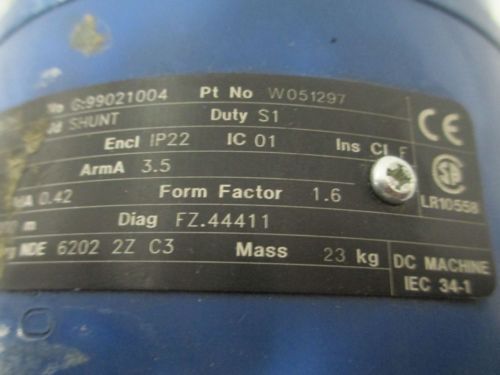 No G:99021004 Pt No W051297
SHUNT Duty S1
Encl IP22 IC 01 Ins Cl F
ArmA 3.5
0.42 Form Factor 1.6
m Diag FZ.44411
NDE 6202 2Z C3 Mass 23 kg
CE
SA
LR10558
DC MACHINE
IEC 34-1